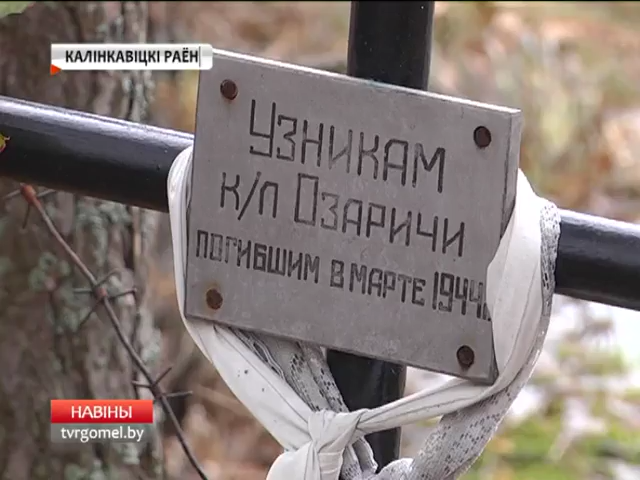 КАЛІНКАВІЦКІ РАЁН
Узникам
к/л Озаричи
погибшим в марте 1944г.
НАВІНЫ
tvrgomel.by